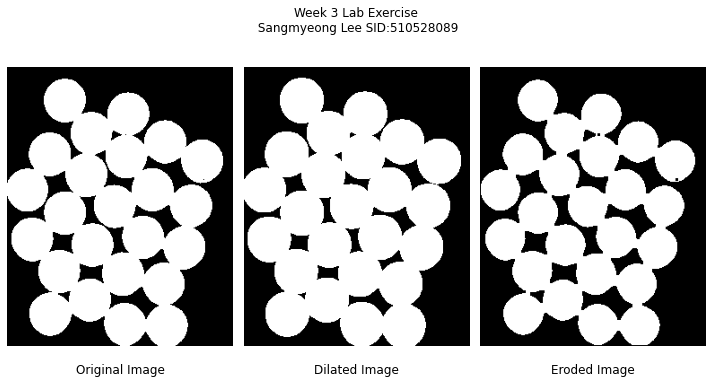 Week 3 Lab Exercise
Sangmyeong Lee SID:510528089
Original Image
Dilated Image
Eroded Image